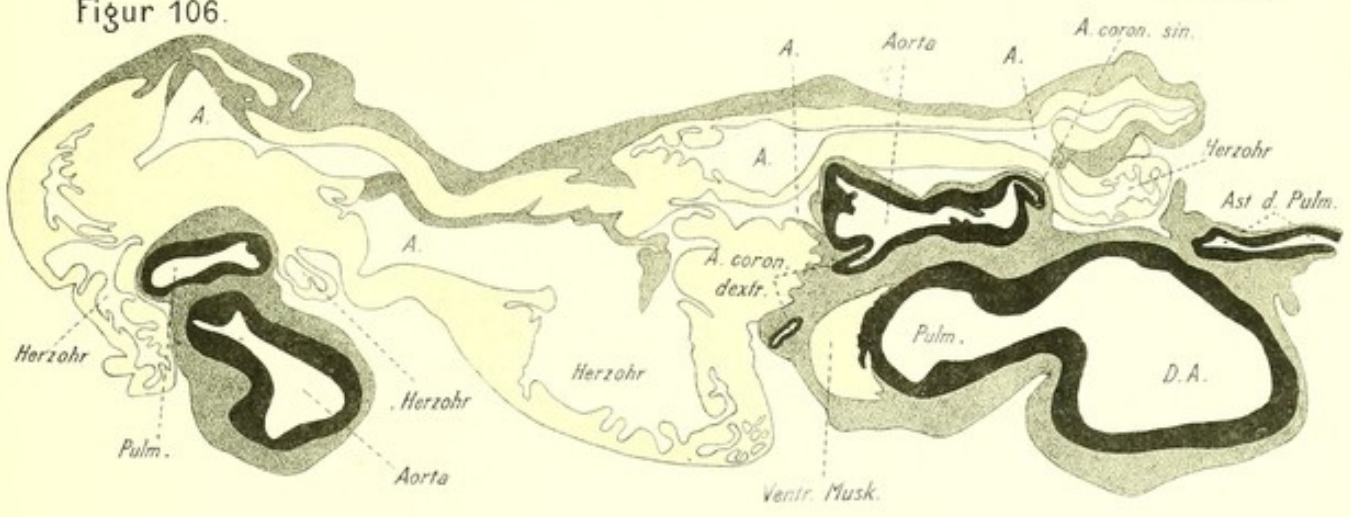 Figur 106.
A. coron. sin.
A.
Aorta
A.
A.
A.
Herzohr
Ast d. Pulm.
A.
A. coron.
dextr.
Pulm.
Herzohr
Herzohr
D.A.
. Herzohr
Pulm.
Aorta
Ventr. Musk.